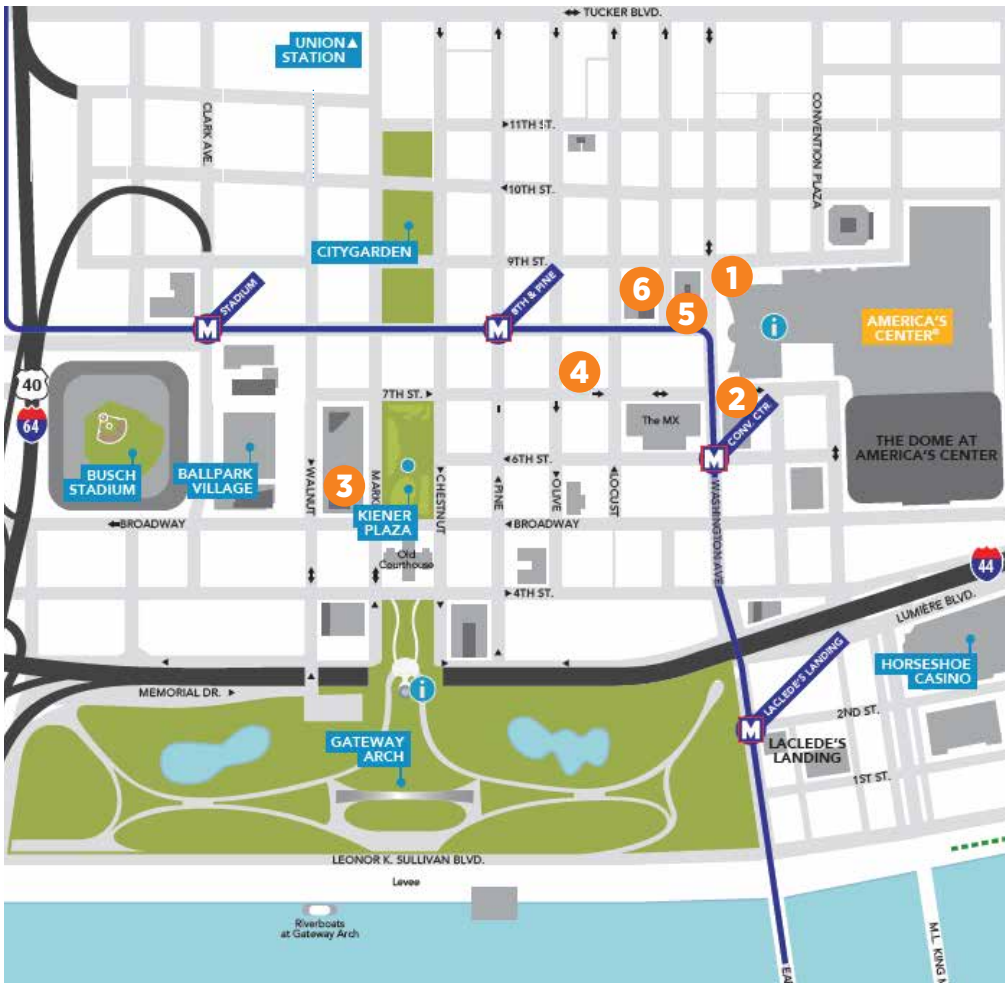 TUCKER BLVD.
UNION
STATION
CLARK AVE.
CONVENTION PLAZA
11TH ST.
10TH ST.
CITYGARDEN
9TH ST.
1
STADIUM
M
8TH & PINE
M
6
5
i
AMERICA'S
CENTER®
40
64
7TH ST.
4
2
CONV. CTR.
M
The MX
THE DOME AT
AMERICA'S CENTER
BUSCH
STADIUM
BALLPARK
VILLAGE
WALNUT
3
MARK
KIENER
PLAZA
CHESTNUT
6TH ST.
PINE
OLIVE
LOCUST
WASHINGTON AVE.
BROADWAY
BROADWAY
Old
Courthouse
44
4TH ST.
LUMIÈRE BLVD.
HORSESHOE
CASINO
MEMORIAL DR.
i
LACLEDE'S LANDING
M
2ND ST.
LACLEDE'S
LANDING
1ST ST.
GATEWAY
ARCH
LEONOR K. SULLIVAN BLVD.
Levee
Riverboats
at Gateway Arch
EA
M.L. KING